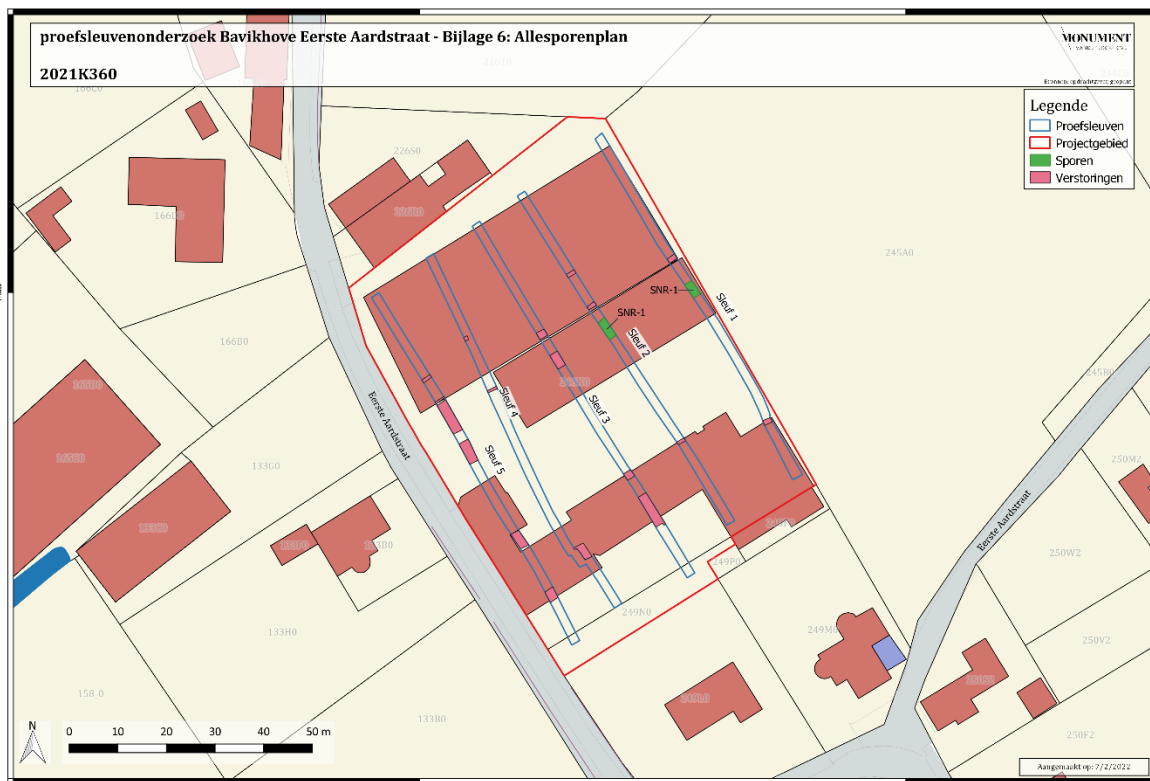 proefsleuvenonderzoek Bavikhove Eerste Aardstraat - Bijlage 6: Allesporenplan
MONUMENT
2021K360
Legende
Proefsleuven
Projectgebied
Sporen
Verstoringen
226S0
226R0
166D0
245A0
SNR-1
Sleuf 1
SNR-1
Sleuf 2
166B0
245B0
Eerste Aardstraat
Sleuf 4
Sleuf 3
Sleuf 5
133G0
250M2
Eerste Aardstraat
250W2
249P0
249N0
133H0
249M0
250V2
158_0
249L0
133B0
250F2
N
0 10 20 30 40 50 m
Aangemaakt op: 7/2/2022